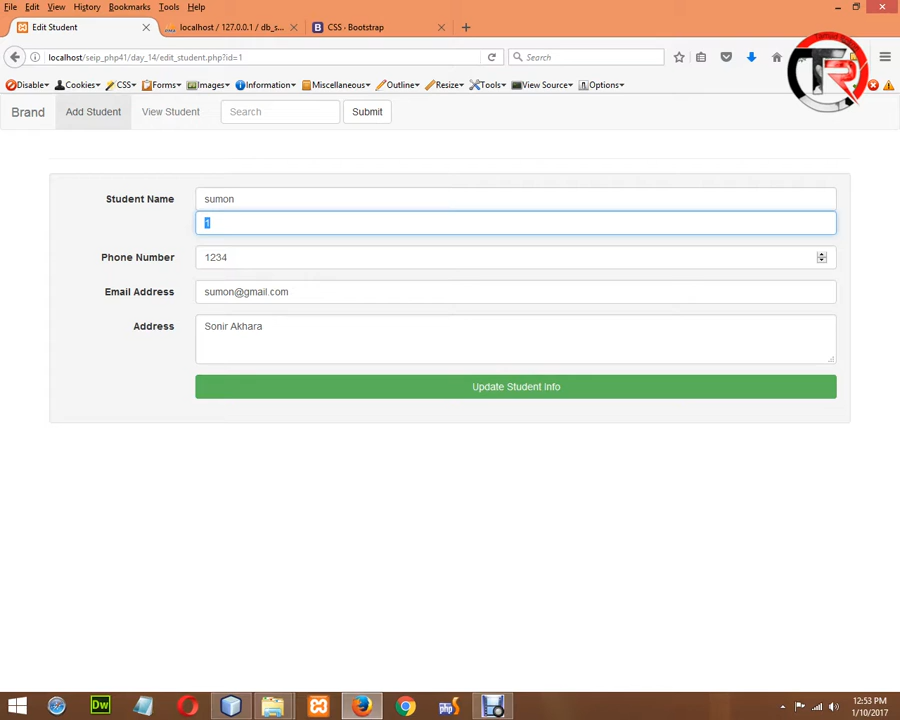 File Edit View History Bookmarks Tools Help
Edit Student
localhost / 127.0.0.1 / db_s...
CSS · Bootstrap
localhost/seip_php41/day_14/edit_student.php?id=1
Search
Disable Cookies CSS Forms Images Information Miscellaneous Outline Resize Tools View Source Options
Brand Add Student View Student Search Submit
Student Name sumon
1
Phone Number 1234
Email Address sumon@gmail.com
Address Sonir Akhara
Update Student Info
Dw php
12:53 PM
1/10/2017